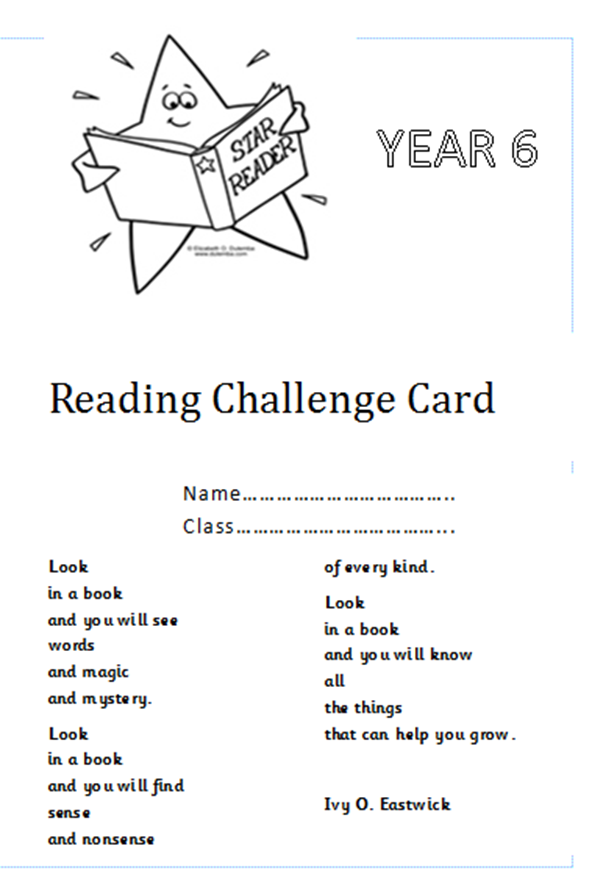 STAR
READER
© Elizabeth O. Dulemba
www.dulemba.com
YEAR 6
Reading Challenge Card
Name………………………………..
Class………………………………...
Look
in a book
and you will see
words
and magic
and mystery.
Look
in a book
and you will find
sense
and nonsense
of every kind.
Look
in a book
and you will know
all
the things
that can help you grow.
Ivy O. Eastwick